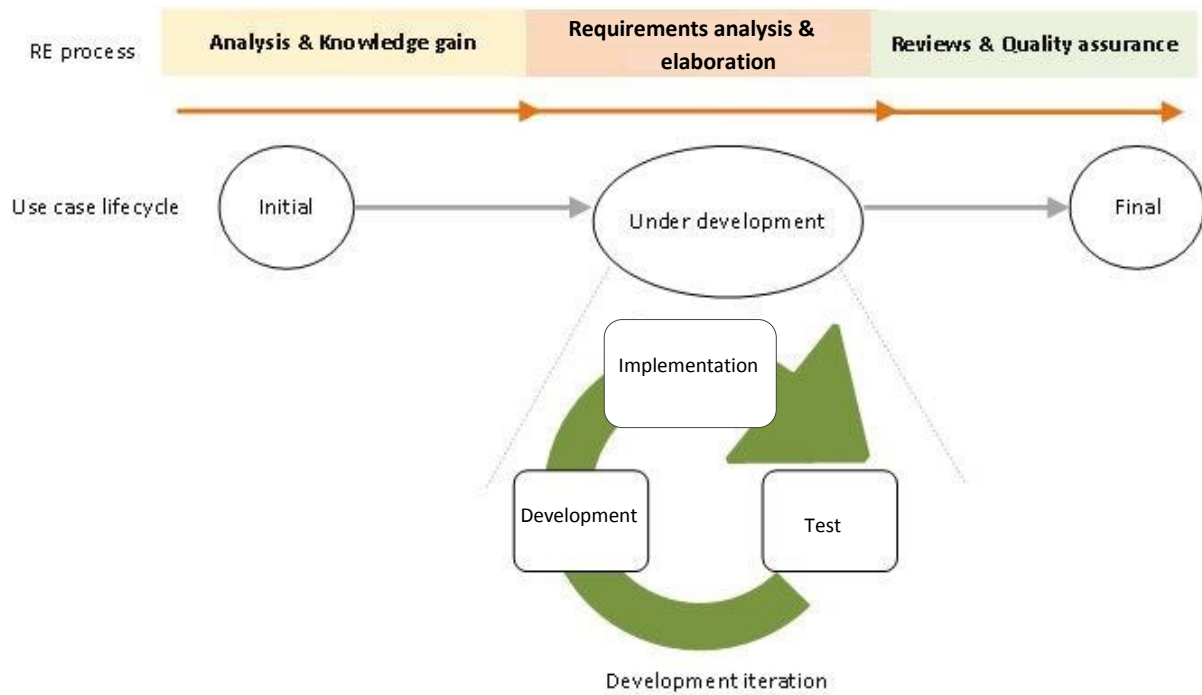 RE process
Analysis & Knowledge gain
Requirements analysis &
elaboration
Reviews & Quality assurance
Use case lifecycle
Initial
Under development
Final
Implementation
Development
Test
Development iteration